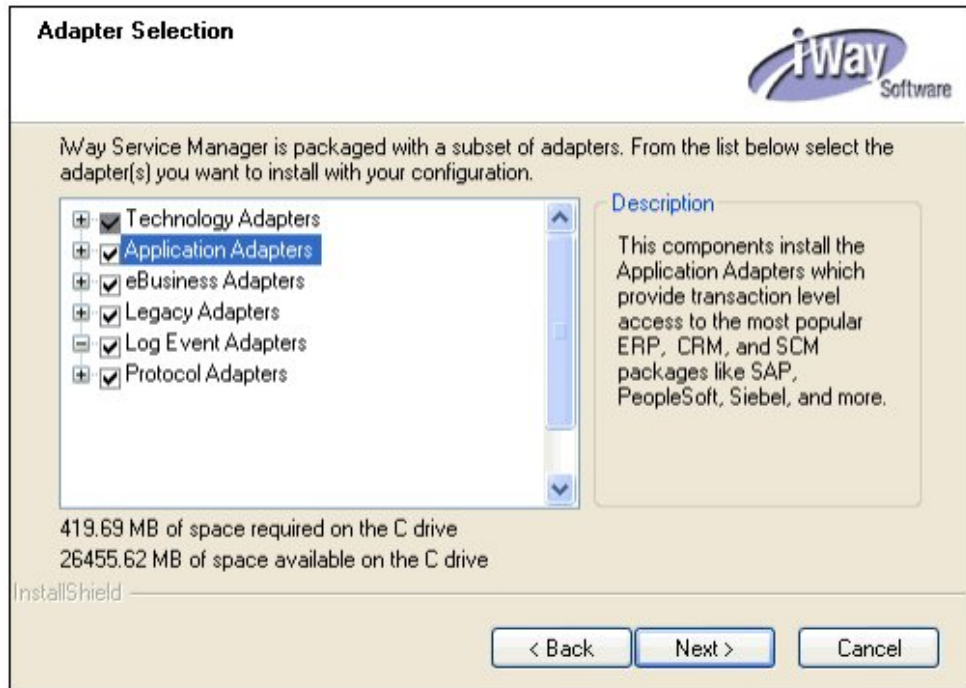 Adapter Selection
iWay
Software
iWay Service Manager is packaged with a subset of adapters. From the list below select the
adapter(s) you want to install with your configuration.
Technology Adapters
Application Adapters
eBusiness Adapters
Legacy Adapters
Log Event Adapters
Protocol Adapters
Description
This components install the
Application Adapters which
provide transaction level
access to the most popular
ERP, CRM, and SCM
packages like SAP,
PeopleSoft, Siebel, and more.
419.69 MB of space required on the C drive
26455.62 MB of space available on the C drive
InstallShield
< Back
Next >
Cancel